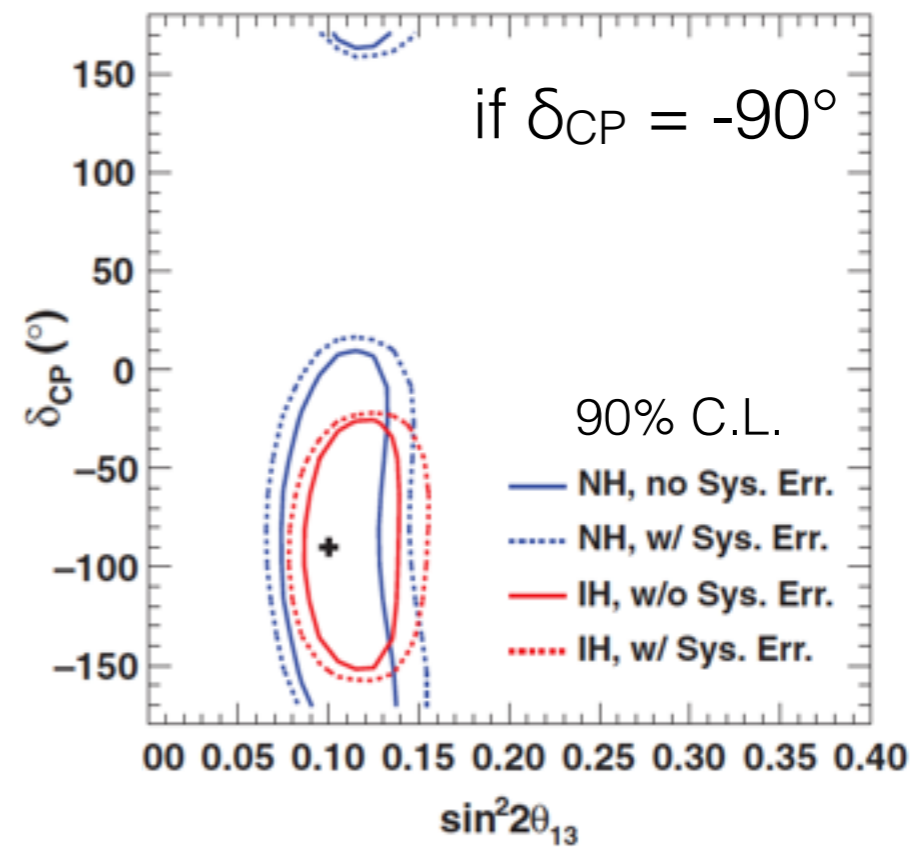 if δCP = -90°
150
100
50
0
−50
−100
−150
δCP (°)
90% C.L.
NH, no Sys. Err.
NH, w/ Sys. Err.
IH, w/o Sys. Err.
IH, w/ Sys. Err.
00 0.05 0.10 0.15 0.20 0.25 0.30 0.35 0.40
sin²2θ₁₃